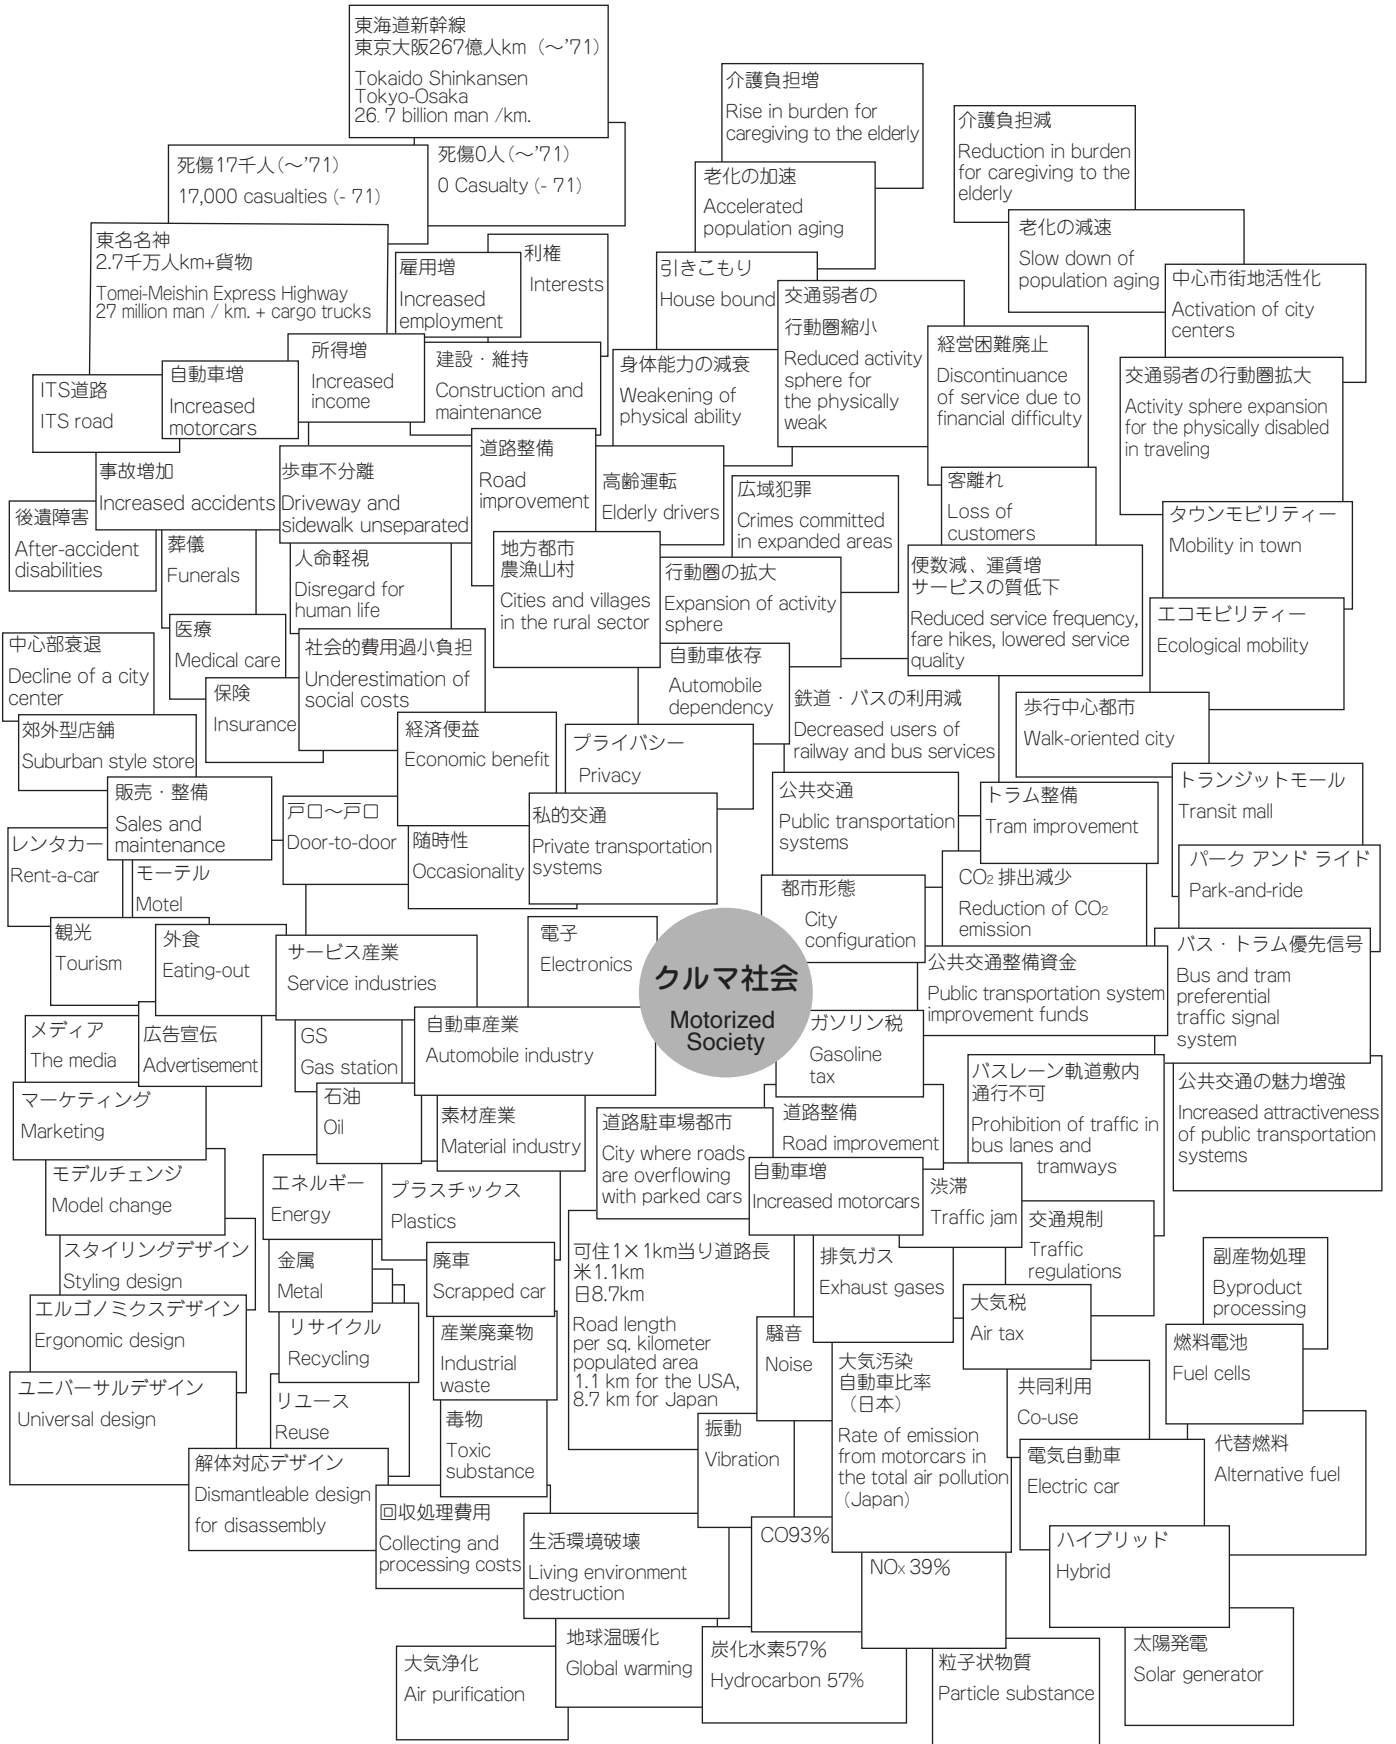 東海道新幹線
東京大阪267億人km（～’71）
Tokaido Shinkansen
Tokyo-Osaka
26. 7 billion man /km.
死傷0人（～’71）
0 Casualty (- 71)
死傷17千人（～’71）
17,000 casualties (- 71)
東名名神
2.7千万人km+貨物
Tomei-Meishin Express Highway
27 million man / km. + cargo trucks
介護負担増
Rise in burden for
caregiving to the elderly
介護負担減
Reduction in burden
for caregiving to the
elderly
老化の加速
Accelerated
population aging
老化の減速
Slow down of
population aging
利権
Interests
雇用増
Increased
employment
引きこもり
House bound
交通弱者の
行動圏縮小
Reduced activity
sphere for
the physically
weak
中心市街地活性化
Activation of city
centers
所得増
Increased
income
建設・維持
Construction and
maintenance
身体能力の減衰
Weakening of
physical ability
経営困難廃止
Discontinuance
of service due to
financial difficulty
交通弱者の行動圏拡大
Activity sphere expansion
for the physically disabled
in traveling
ITS道路
ITS road
自動車増
Increased
motorcars
事故増加
Increased accidents
歩車不分離
Driveway and
sidewalk unseparated
道路整備
Road
improvement
高齢運転
Elderly drivers
広域犯罪
Crimes committed
in expanded areas
客離れ
Loss of
customers
タウンモビリティー
Mobility in town
後遺障害
After-accident
disabilities
葬儀
Funerals
人命軽視
Disregard for
human life
地方都市
農漁山村
Cities and villages
in the rural sector
行動圏の拡大
Expansion of activity
sphere
便数減、運賃増
サービスの質低下
Reduced service frequency,
fare hikes, lowered service
quality
エコモビリティー
Ecological mobility
中心部衰退
Decline of a city
center
医療
Medical care
社会的費用過小負担
Underestimation of
social costs
自動車依存
Automobile
dependency
保険
Insurance
鉄道・バスの利用減
Decreased users of
railway and bus services
歩行中心都市
Walk-oriented city
郊外型店舗
Suburban style store
経済便益
Economic benefit
プライバシー
Privacy
トランジットモール
Transit mall
販売・整備
Sales and
maintenance
戸口～戸口
Door-to-door
随時性
Occasionality
私的交通
Private transportation
systems
公共交通
Public transportation
systems
トラム整備
Tram improvement
レンタカー
Rent-a-car
モーテル
Motel
パーク アンド ライド
Park-and-ride
都市形態
City
configuration
CO2 排出減少
Reduction of CO2
emission
観光
Tourism
外食
Eating-out
サービス産業
Service industries
電子
Electronics
クルマ社会
Motorized
Society
公共交通整備資金
Public transportation system
improvement funds
バス・トラム優先信号
Bus and tram
preferential
traffic signal
system
メディア
The media
広告宣伝
Advertisement
GS
Gas station
自動車産業
Automobile industry
ガソリン税
Gasoline
tax
バスレーン軌道敷内
通行不可
Prohibition of traffic in
bus lanes and
tramways
公共交通の魅力増強
Increased attractiveness
of public transportation
systems
マーケティング
Marketing
石油
Oil
素材産業
Material industry
道路駐車場都市
City where roads
are overflowing
with parked cars
道路整備
Road improvement
モデルチェンジ
Model change
エネルギー
Energy
プラスチックス
Plastics
自動車増
Increased motorcars
渋滞
Traffic jam
交通規制
Traffic
regulations
スタイリングデザイン
Styling design
金属
Metal
廃車
Scrapped car
可住1×1km当り道路長
米1.1km
日8.7km
Road length
per sq. kilometer
populated area
1.1 km for the USA,
8.7 km for Japan
排気ガス
Exhaust gases
副産物処理
Byproduct
processing
エルゴノミクスデザイン
Ergonomic design
リサイクル
Recycling
産業廃棄物
Industrial
waste
騒音
Noise
大気税
Air tax
燃料電池
Fuel cells
大気汚染
自動車比率
（日本）
Rate of emission
from motorcars in
the total air pollution
（Japan）
ユニバーサルデザイン
Universal design
リユース
Reuse
毒物
Toxic
substance
振動
Vibration
共同利用
Co-use
電気自動車
Electric car
代替燃料
Alternative fuel
解体対応デザイン
Dismantleable design
for disassembly
回収処理費用
Collecting and
processing costs
生活環境破壊
Living environment
destruction
CO93%
NOx 39%
ハイブリッド
Hybrid
大気浄化
Air purification
地球温暖化
Global warming
炭化水素57%
Hydrocarbon 57%
粒子状物質
Particle substance
太陽発電
Solar generator